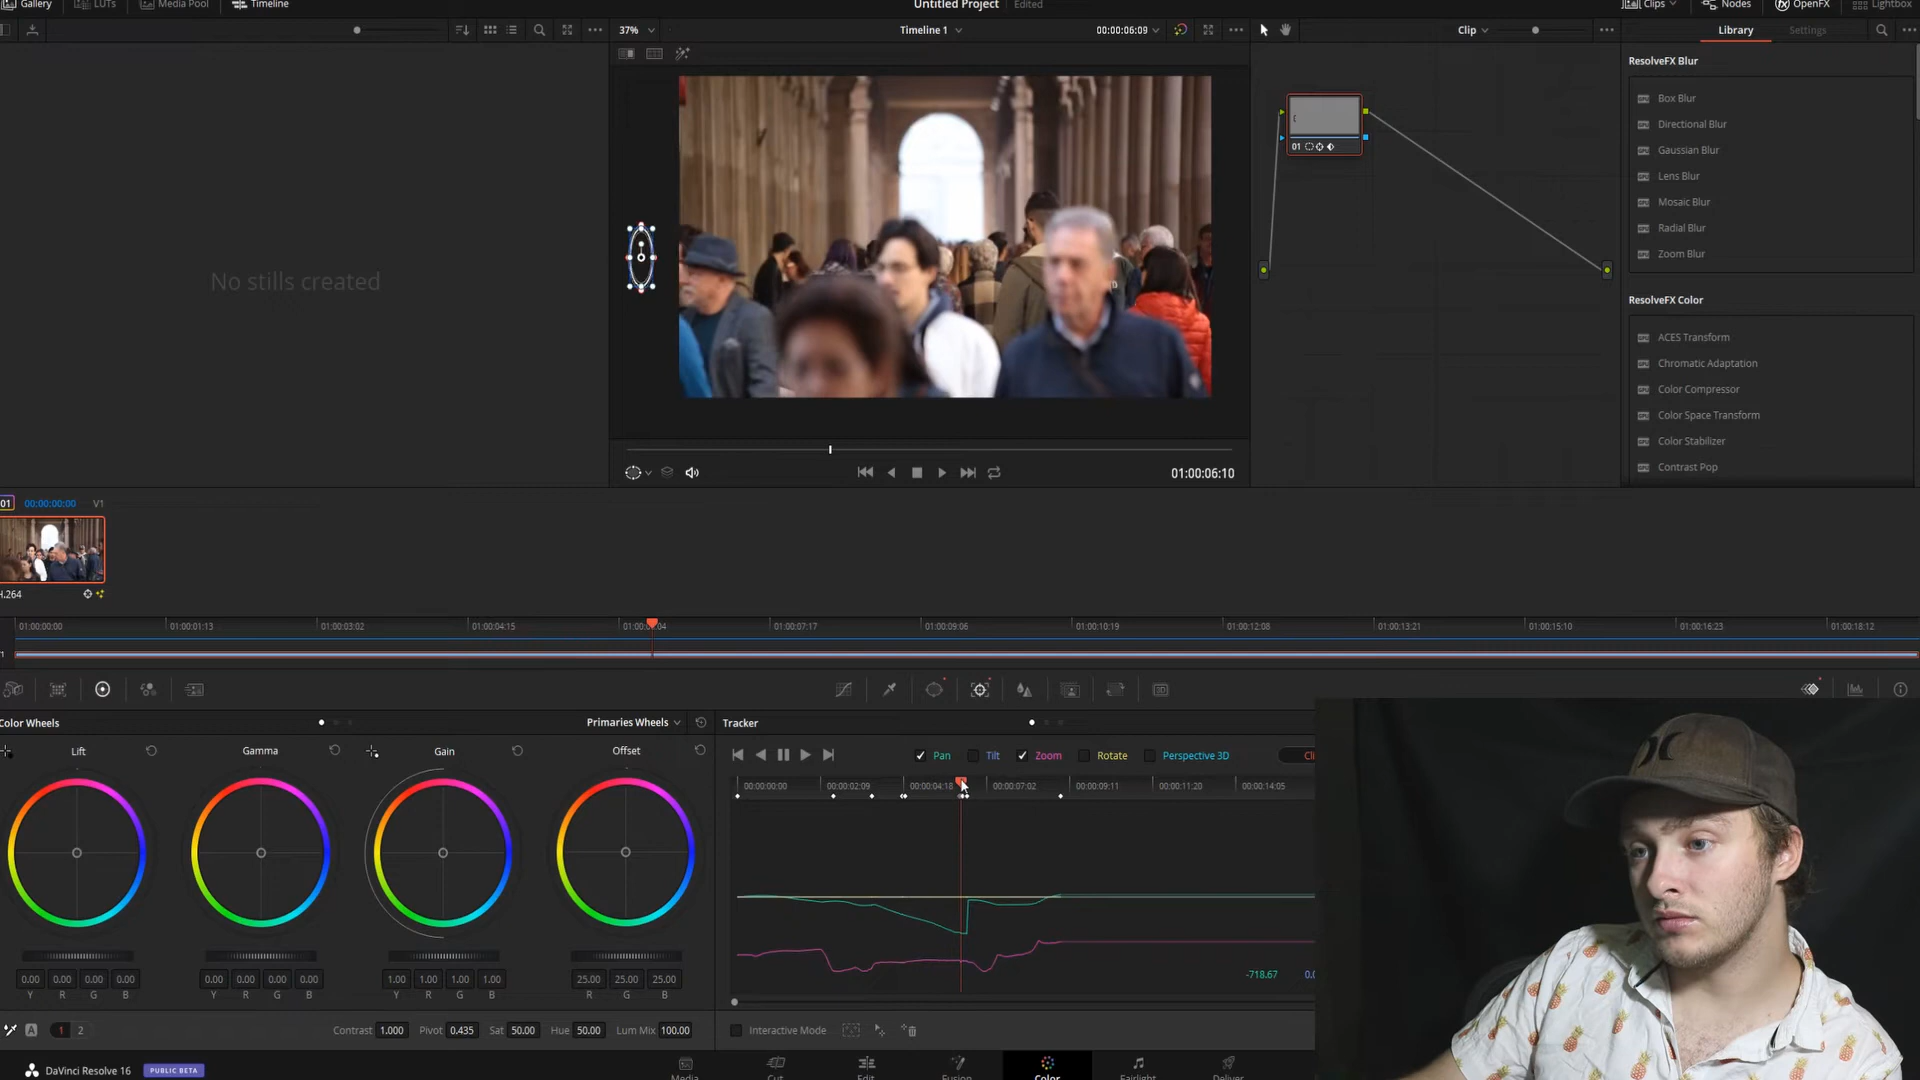 Gallery
LUTs
Media Pool
Timeline
Untitled Project
Edited
Clips
Nodes
OpenFX
Lightbox
37%
Timeline 1
00:00:06:09
Clip
Library
Settings
ResolveFX Blur
Box Blur
Directional Blur
Gaussian Blur
Lens Blur
Mosaic Blur
Radial Blur
Zoom Blur
01
ResolveFX Color
ACES Transform
Chromatic Adaptation
Color Compressor
Color Space Transform
Color Stabilizer
Contrast Pop
No stills created
01:00:06:10
01
00:00:00:00
V1
H.264
01:00:00:00
01:00:01:13
01:00:03:02
01:00:04:15
01:00:07:17
01:00:09:06
01:00:10:19
01:00:12:08
01:00:13:21
01:00:15:10
01:00:16:23
01:00:18:12
Color Wheels
Primaries Wheels
Tracker
Lift
Gamma
Gain
Offset
Pan
Tilt
Zoom
Rotate
Perspective 3D
Cli
00:00:00:00
00:00:02:09
00:00:04:18
00:00:07:02
00:00:09:11
00:00:11:20
00:00:14:05
-718.67
0.00 0.00 0.00 0.00
0.00 0.00 0.00 0.00
1.00 1.00 1.00 1.00
25.00 25.00 25.00
Y R G B
Y R G B
Y R G B
R G B
1 2
Contrast 1.000 Pivot 0.435 Sat 50.00 Hue 50.00 Lum Mix 100.00
Interactive Mode
DaVinci Resolve 16
PUBLIC BETA
Media
Cut
Edit
Fusion
Color
Fairlight
Deliver